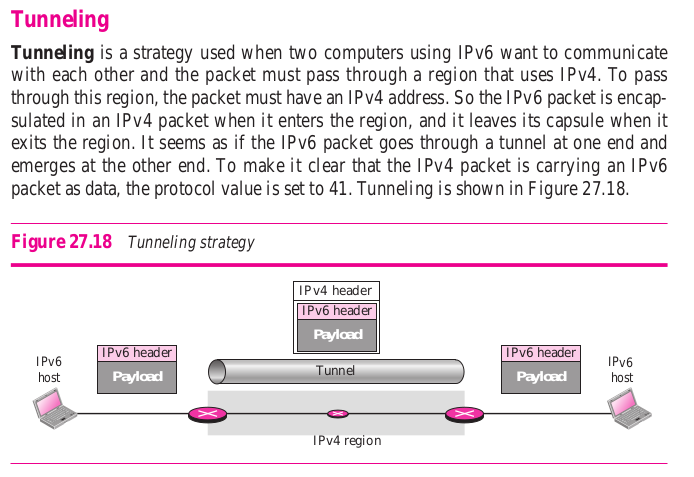 Tunneling
Tunneling is a strategy used when two computers using IPv6 want to communicate
with each other and the packet must pass through a region that uses IPv4. To pass
through this region, the packet must have an IPv4 address. So the IPv6 packet is encap-
sulated in an IPv4 packet when it enters the region, and it leaves its capsule when it
exits the region. It seems as if the IPv6 packet goes through a tunnel at one end and
emerges at the other end. To make it clear that the IPv4 packet is carrying an IPv6
packet as data, the protocol value is set to 41. Tunneling is shown in Figure 27.18.
Figure 27.18 Tunneling strategy
IPv4 header
IPv6 header
Payload
IPv6 header
Payload
IPv6 header
Payload
IPv6
host
Tunnel
IPv6
host
IPv4 region